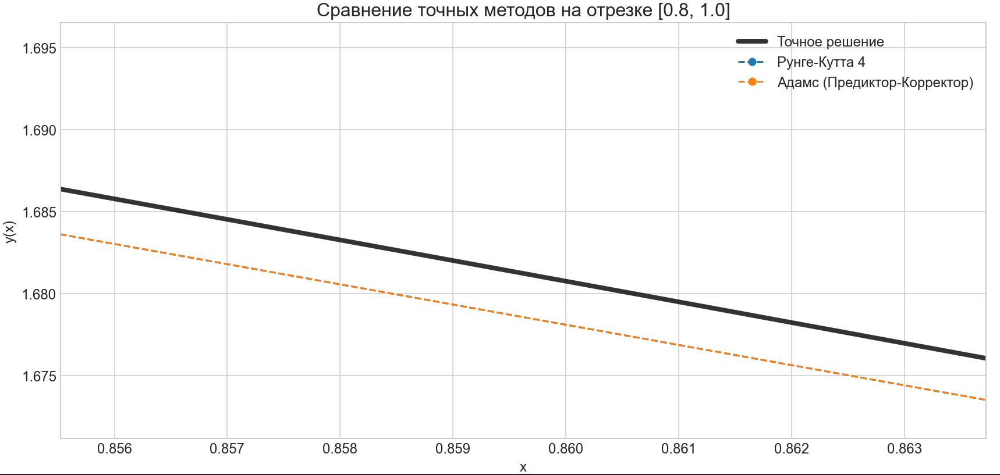 Сравнение точных методов на отрезке [0.8, 1.0]
Точное решение
Рунге-Кутта 4
Адамс (Предиктор-Корректор)
1.695
1.690
1.685
1.680
1.675
y(x)
0.856 0.857 0.858 0.859 0.860 0.861 0.862 0.863
x